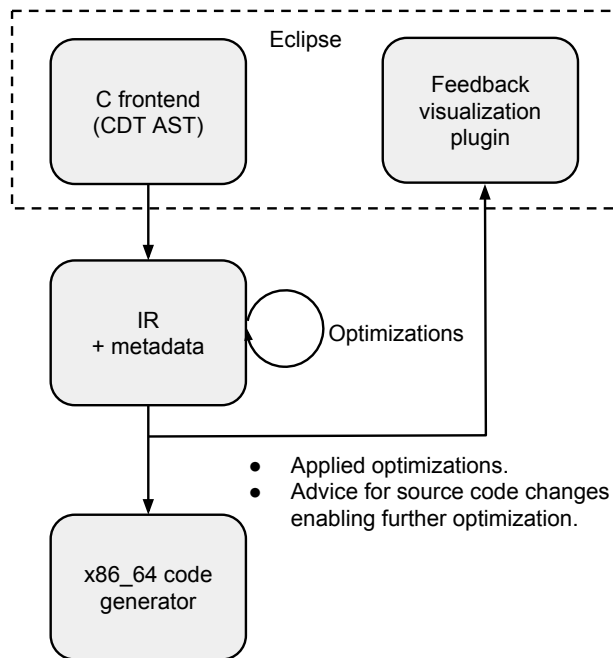 Eclipse
C frontend
(CDT AST)
Feedback
visualization
plugin
IR
+ metadata
Optimizations
● Applied optimizations.
● Advice for source code changes
enabling further optimization.
x86_64 code
generator